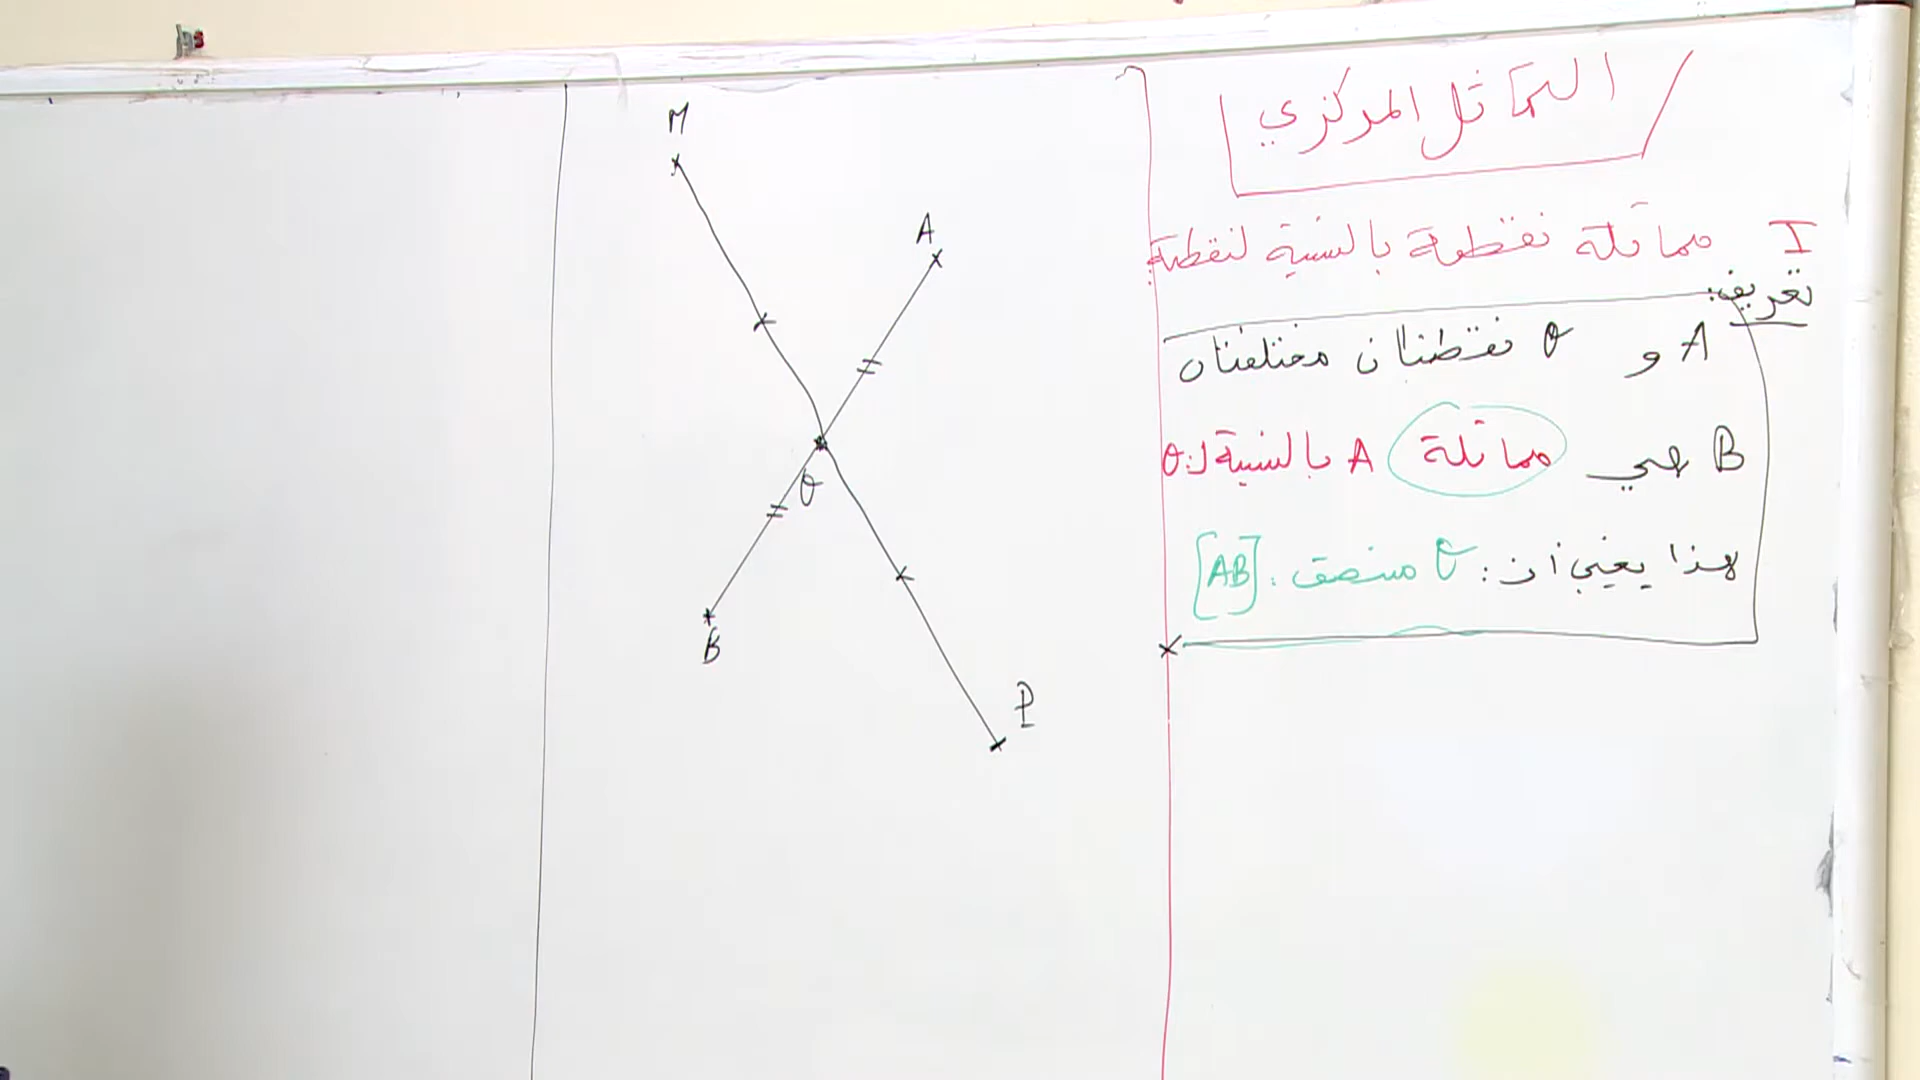 التماثل المركزي
I مماثلة نقطة بالنسبة لنقطة:
تعريف:
A و O نقطتان مختلفتان
B هي مماثلة A بالنسبة لـ: O
هذا يعني أن: O منتصف [AB].
M
A
O
B
P